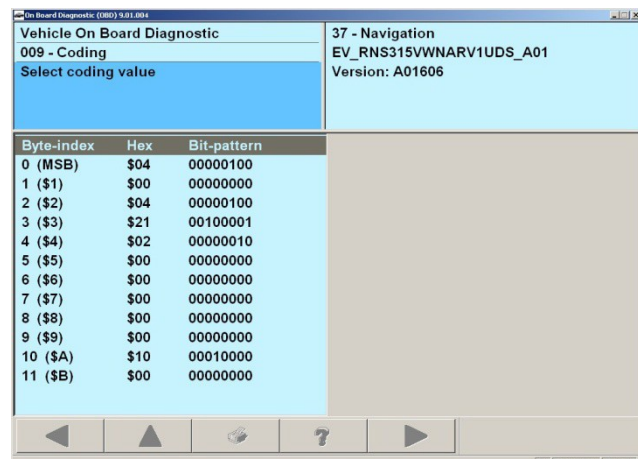 On Board Diagnostic (OBD) 9.01.004
Vehicle On Board Diagnostic
009 - Coding
Select coding value
37 - Navigation
EV_RNS315VWNARV1UDS_A01
Version: A01606
Byte-index Hex Bit-pattern
0 (MSB) $04 00000100
1 ($1) $00 00000000
2 ($2) $04 00000100
3 ($3) $21 00100001
4 ($4) $02 00000010
5 ($5) $00 00000000
6 ($6) $00 00000000
7 ($7) $00 00000000
8 ($8) $00 00000000
9 ($9) $00 00000000
10 ($A) $10 00010000
11 ($B) $00 00000000
?